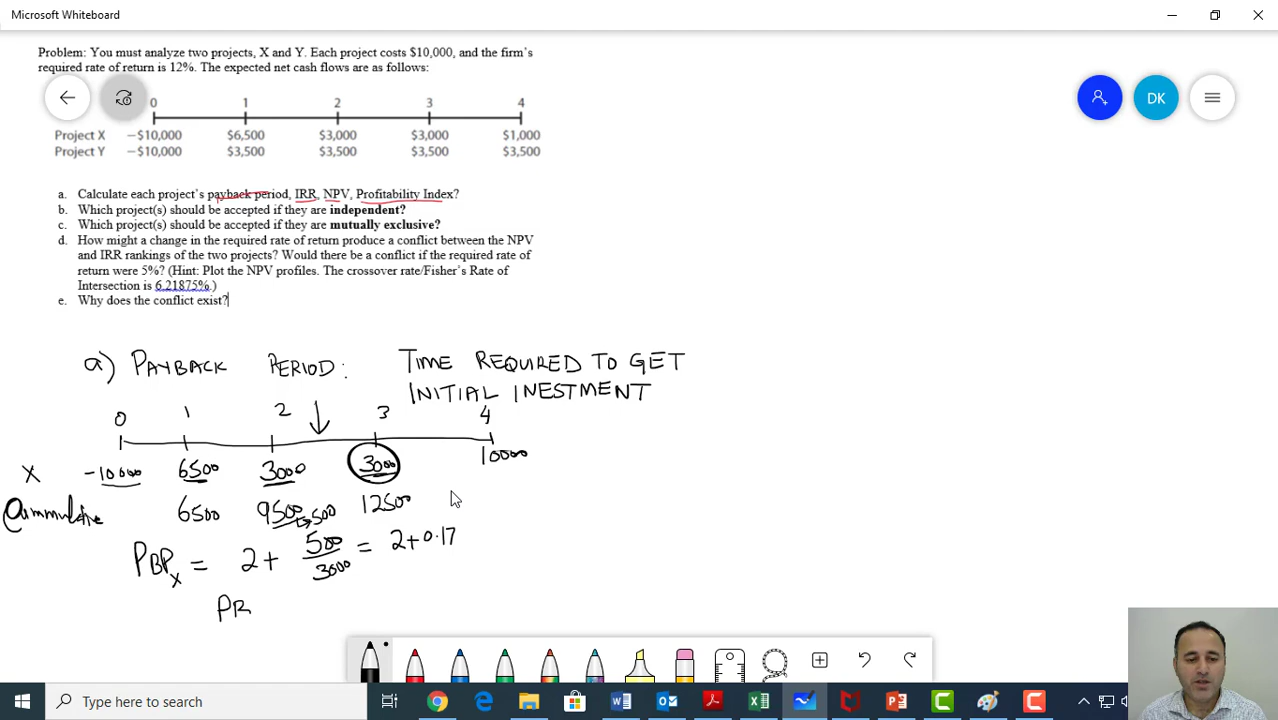 Microsoft Whiteboard
Problem: You must analyze two projects, X and Y. Each project costs $10,000, and the firm's
required rate of return is 12%. The expected net cash flows are as follows:
0 1 2 3 4
Project X −$10,000 $6,500 $3,000 $3,000 $1,000
Project Y −$10,000 $3,500 $3,500 $3,500 $3,500
DK
a. Calculate each project's payback period, IRR, NPV, Profitability Index?
b. Which project(s) should be accepted if they are independent?
c. Which project(s) should be accepted if they are mutually exclusive?
d. How might a change in the required rate of return produce a conflict between the NPV
and IRR rankings of the two projects? Would there be a conflict if the required rate of
return were 5%? (Hint: Plot the NPV profiles. The crossover rate/Fisher's Rate of
Intersection is 6.21875%.)
e. Why does the conflict exist?
a) PAYBACK PERIOD: TIME REQUIRED TO GET
INITIAL INESTMENT
0 1 2 3 4
X -10000 6500 3000 3000 10000
6500 9500 500 12500
PBPx = 2 + 500/3000 = 2+0.17
PB
Type here to search